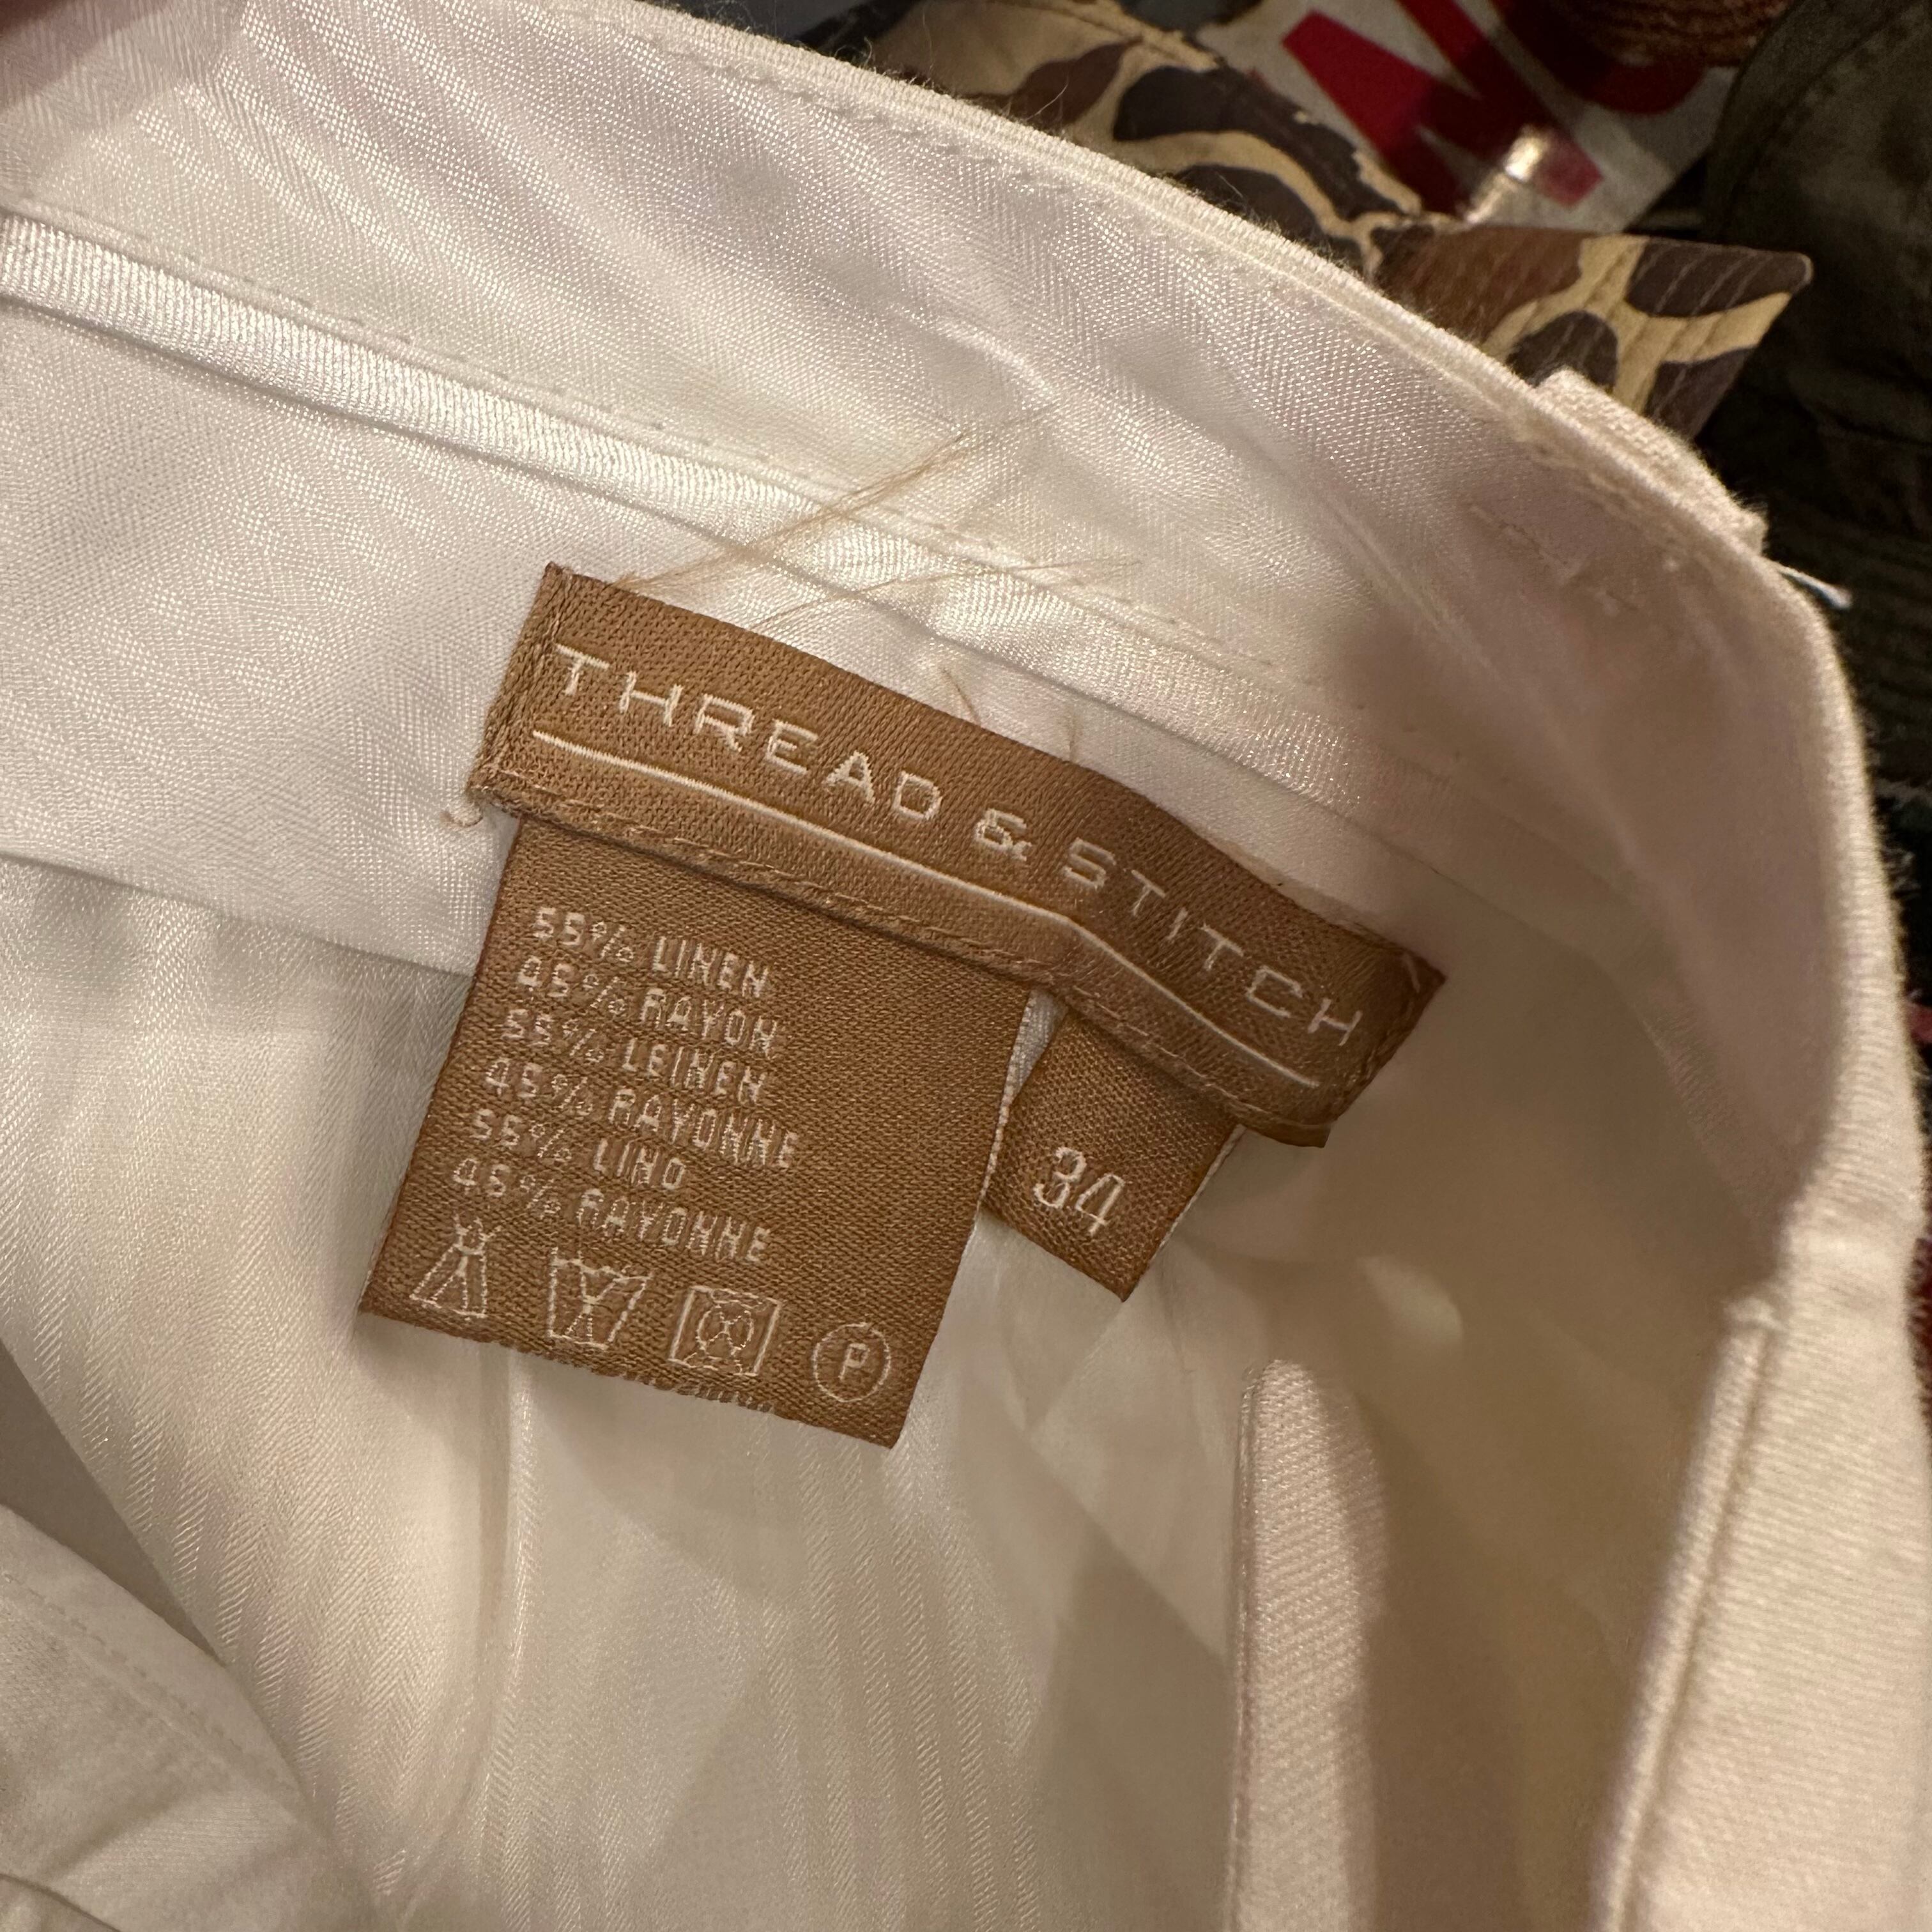 THREAD & STITCH
55% LINEN
45% RAYON
55% LEINEN
45% RAYONNE
55% LINO
45% RAYONNE
P
34